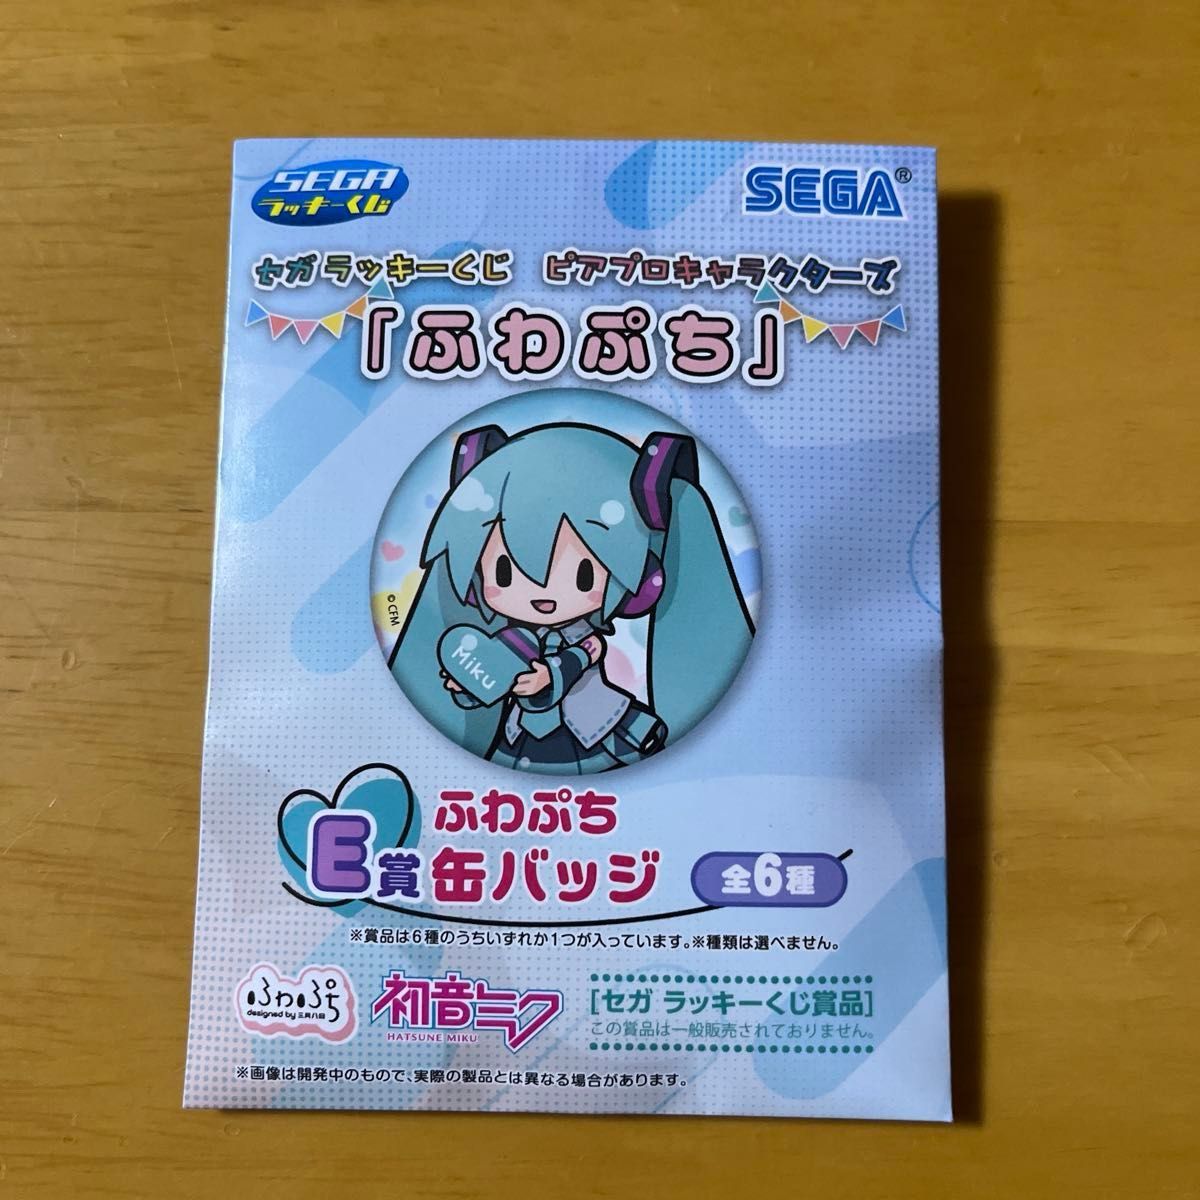 SEGA
ラッキーくじ
SEGA®
セガ ラッキーくじ ピアプロキャラクターズ
「ふわぷち」
© CFM
Miku
ふわぷち
E賞 缶バッジ 全6種
※賞品は6種のうちいずれか1つが入っています。※種類は選べません。
ふわぷち
designed by 三月八日
初音ミク
HATSUNE MIKU
[セガ ラッキーくじ賞品]
この賞品は一般販売されておりません。
※画像は開発中のもので、実際の製品とは異なる場合があります。